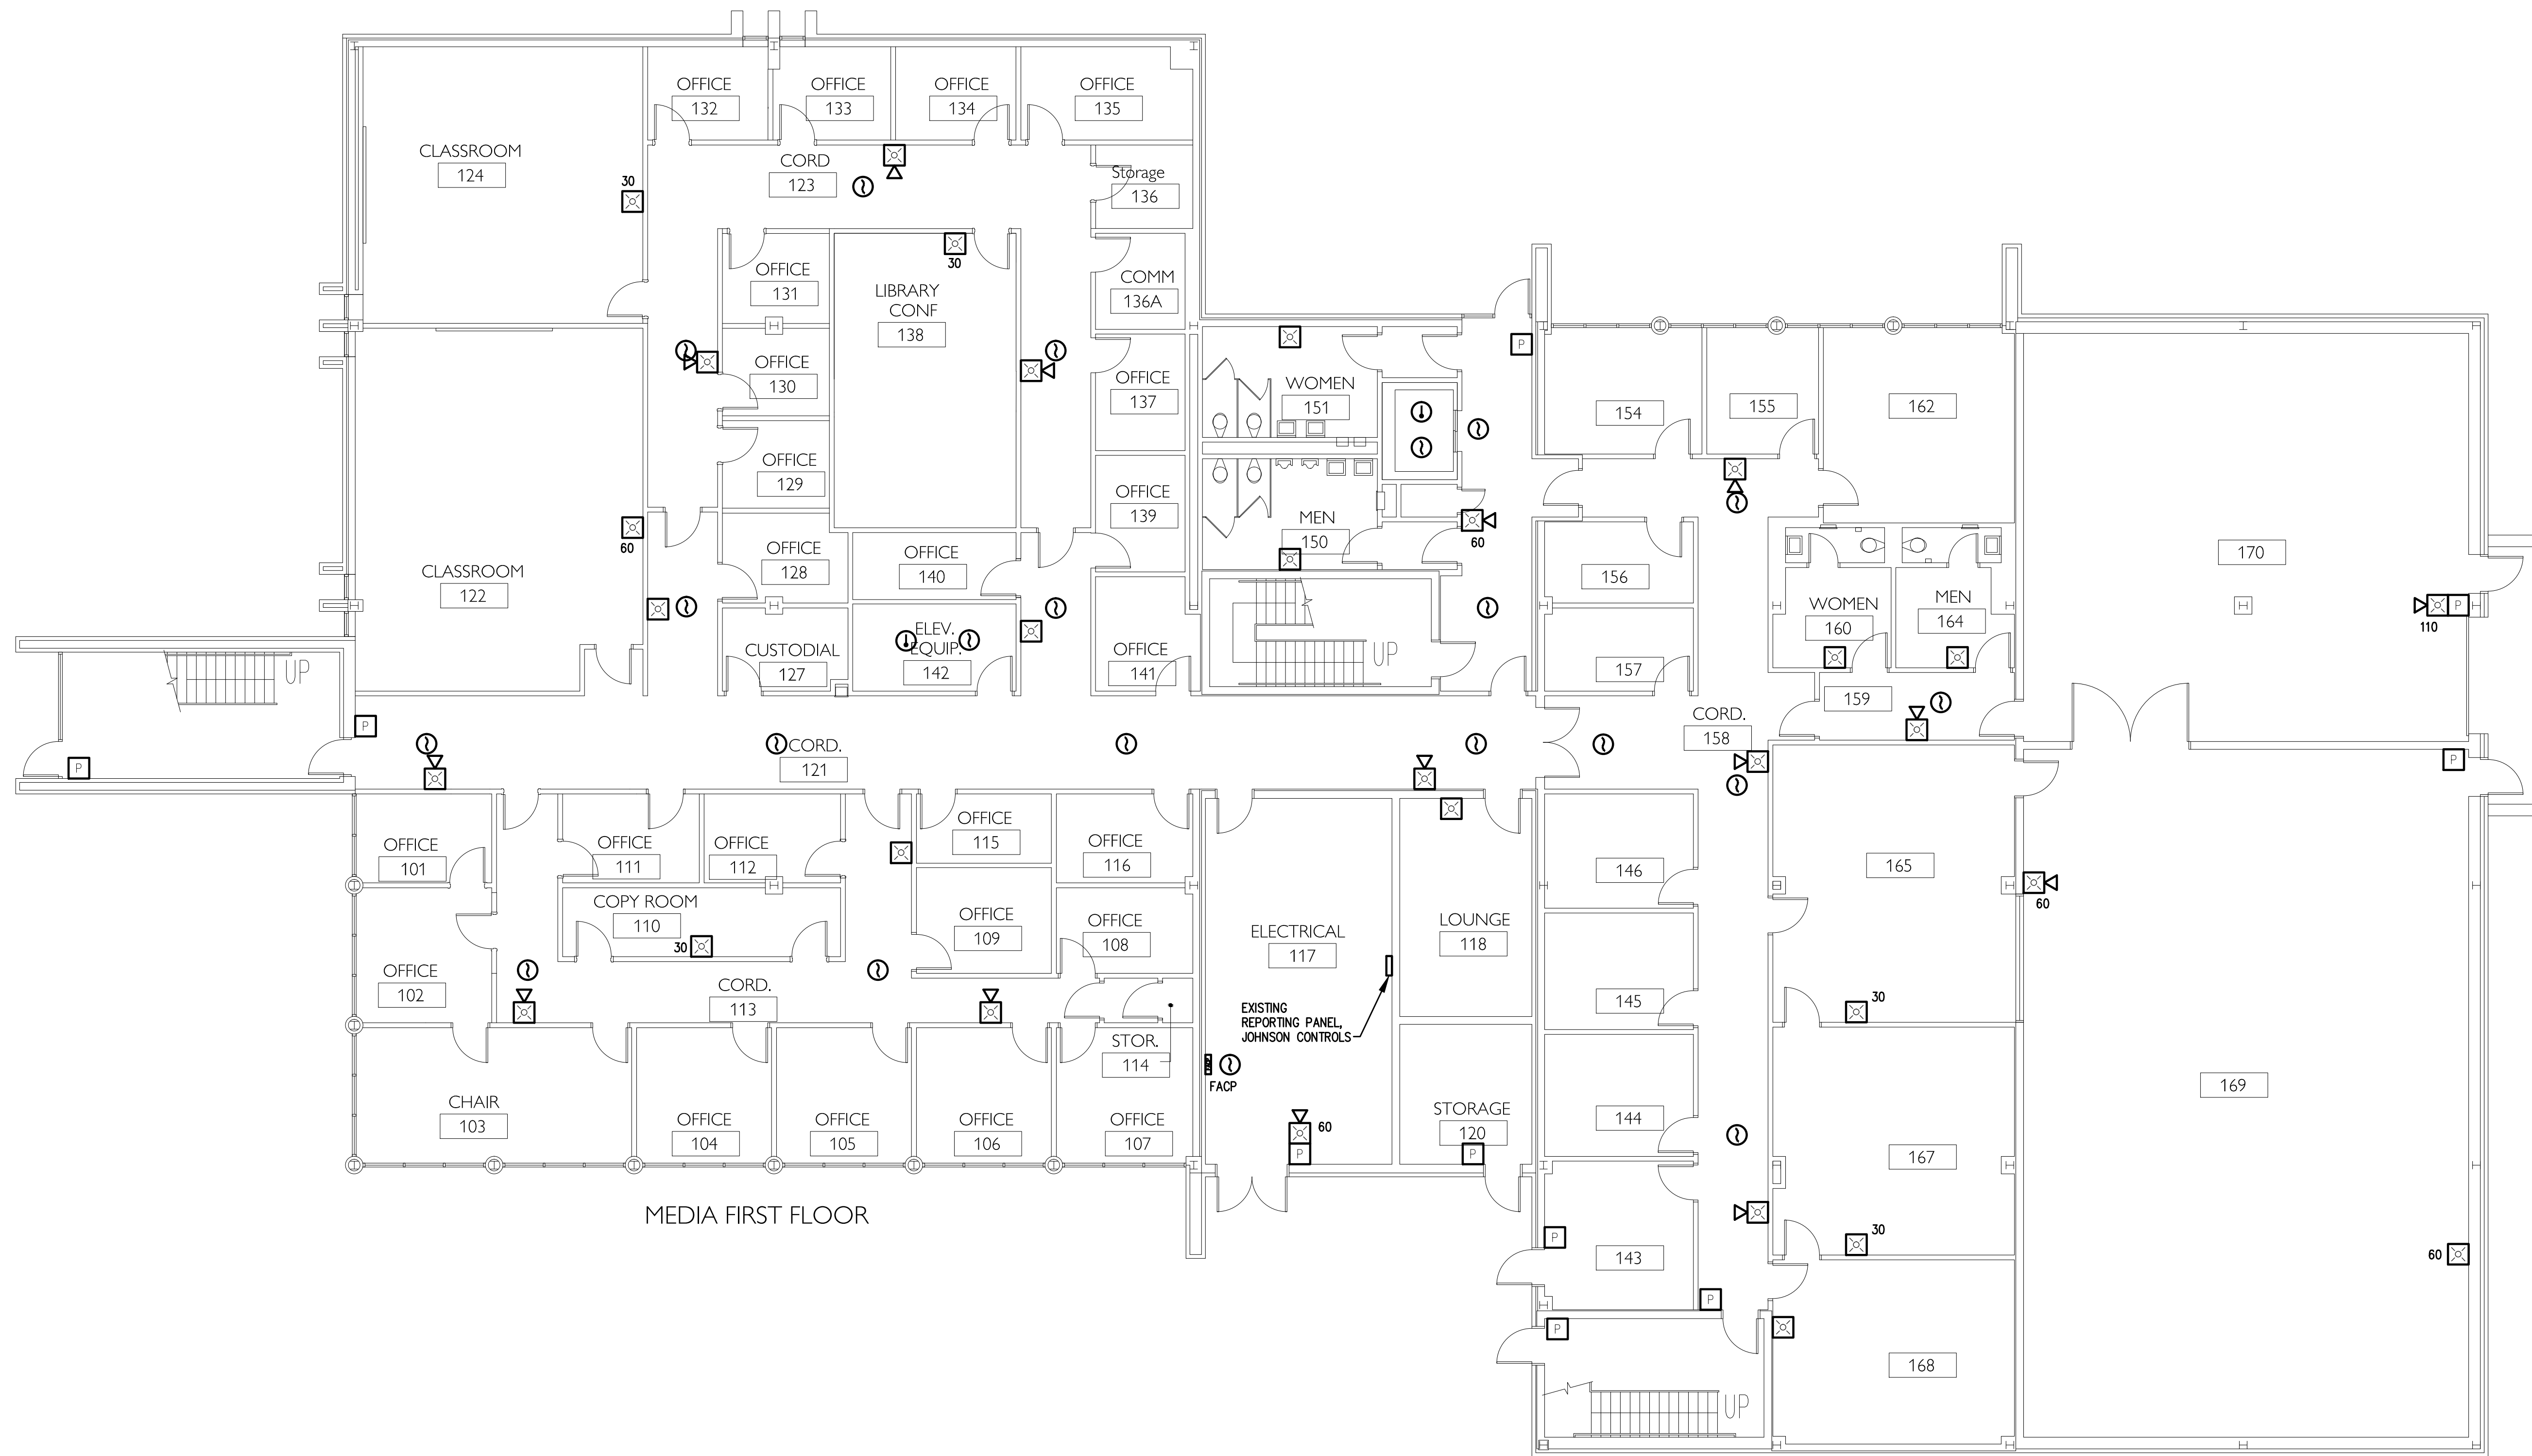 OFFICE
132
OFFICE
133
OFFICE
134
OFFICE
135
CLASSROOM
124
30
CORD
123
Storage
136
OFFICE
131
30
LIBRARY
CONF
138
COMM
136A
OFFICE
130
OFFICE
137
WOMEN
151
P
154
155
162
OFFICE
129
OFFICE
139
MEN
150
60
60
CLASSROOM
122
OFFICE
128
OFFICE
140
156
WOMEN
160
MEN
164
170
P
110
CUSTODIAL
127
ELEV.
EQUIP.
142
OFFICE
141
UP
157
UP
159
P
P
CORD.
121
CORD.
158
P
OFFICE
101
OFFICE
111
OFFICE
112
OFFICE
115
OFFICE
116
146
165
60
COPY ROOM
110
30
OFFICE
109
OFFICE
108
ELECTRICAL
117
LOUNGE
118
OFFICE
102
CORD.
113
EXISTING
REPORTING PANEL,
JOHNSON CONTROLS
145
30
STOR.
114
FACP
FACP
169
CHAIR
103
OFFICE
104
OFFICE
105
OFFICE
106
OFFICE
107
60
P
STORAGE
120
P
144
167
MEDIA FIRST FLOOR
P
143
30
60
P
P
168
UP